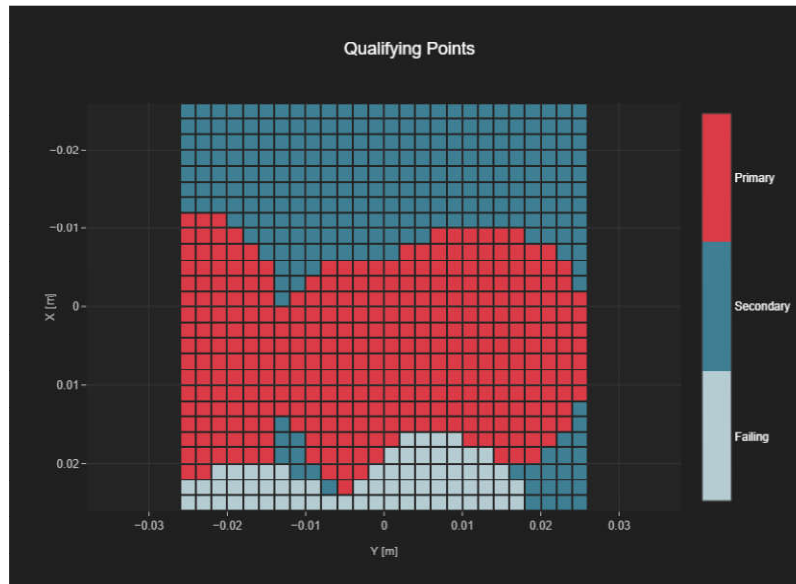 Qualifying Points
−0.02
−0.01
0
0.01
0.02
X [m]
−0.03
−0.02
−0.01
0
0.01
0.02
0.03
Y [m]
Primary
Secondary
Failing